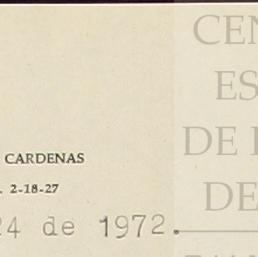 CARDENAS
2-18-27
24 de 1972.
CEN
ES
DE
DE